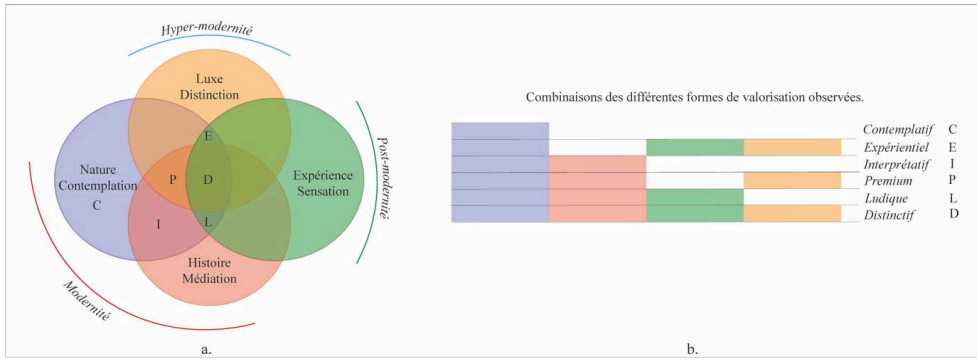 Hyper-modernité
Luxe
Distinction
E
Nature
Contemplation
C
P
D
Expérience
Sensation
Post-modernité
I
L
Histoire
Médiation
Modernité
a.
Combinaisons des différentes formes de valorisation observées.
Contemplatif C
Expérientiel E
Interprétatif I
Premium P
Ludique L
Distinctif D
b.